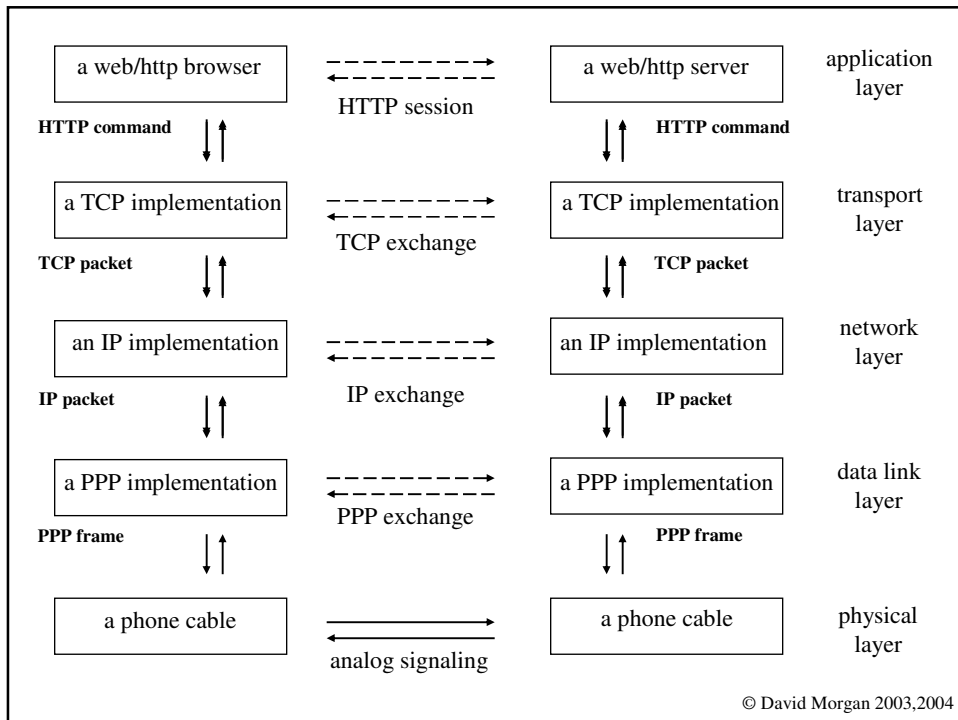 a web/http browser
a web/http server
application
layer
HTTP session
HTTP command
HTTP command
a TCP implementation
a TCP implementation
transport
layer
TCP exchange
TCP packet
TCP packet
an IP implementation
an IP implementation
network
layer
IP exchange
IP packet
IP packet
a PPP implementation
a PPP implementation
data link
layer
PPP exchange
PPP frame
PPP frame
a phone cable
a phone cable
physical
layer
analog signaling
© David Morgan 2003,2004